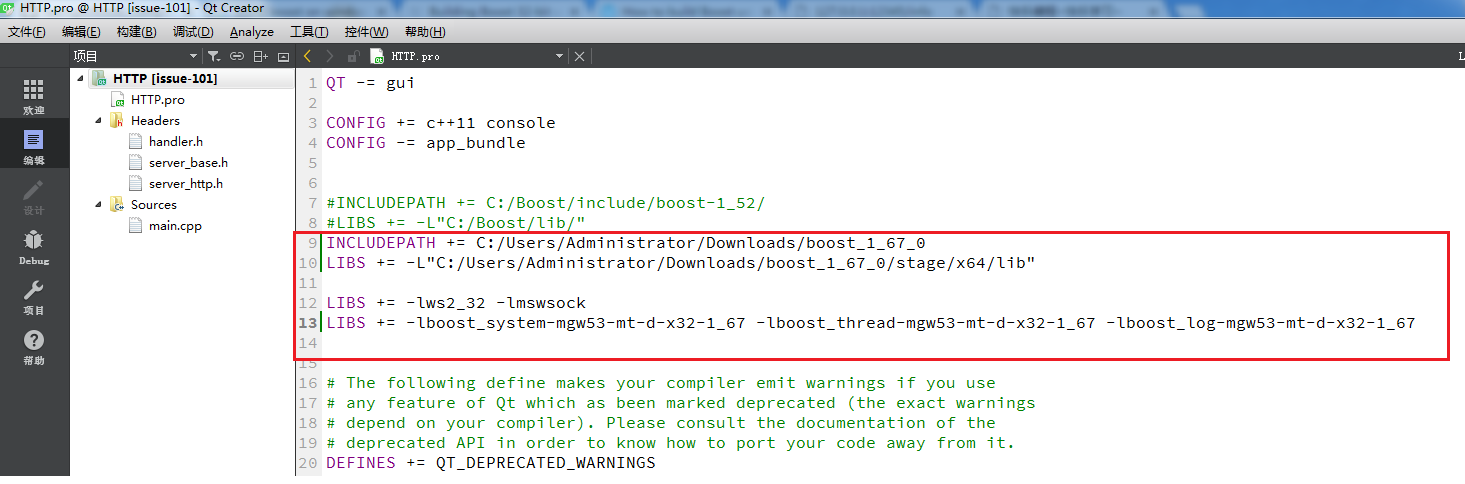 HTTP.pro @ HTTP [issue-101] - Qt Creator
文件(F) 编辑(E) 构建(B) 调试(D) Analyze 工具(T) 控件(W) 帮助(H)
项目
HTTP.pro
欢迎
编辑
设计
Debug
项目
帮助
HTTP [issue-101]
HTTP.pro
Headers
handler.h
server_base.h
server_http.h
Sources
main.cpp
1 QT -= gui
2
3 CONFIG += c++11 console
4 CONFIG -= app_bundle
5
6
7 #INCLUDEPATH += C:/Boost/include/boost-1_52/
8 #LIBS += -L"C:/Boost/lib/"
9 INCLUDEPATH += C:/Users/Administrator/Downloads/boost_1_67_0
10 LIBS += -L"C:/Users/Administrator/Downloads/boost_1_67_0/stage/x64/lib"
11
12 LIBS += -lws2_32 -lmswsock
13 LIBS += -lboost_system-mgw53-mt-d-x32-1_67 -lboost_thread-mgw53-mt-d-x32-1_67 -lboost_log-mgw53-mt-d-x32-1_67
14
15
16 # The following define makes your compiler emit warnings if you use
17 # any feature of Qt which as been marked deprecated (the exact warnings
18 # depend on your compiler). Please consult the documentation of the
19 # deprecated API in order to know how to port your code away from it.
20 DEFINES += QT_DEPRECATED_WARNINGS